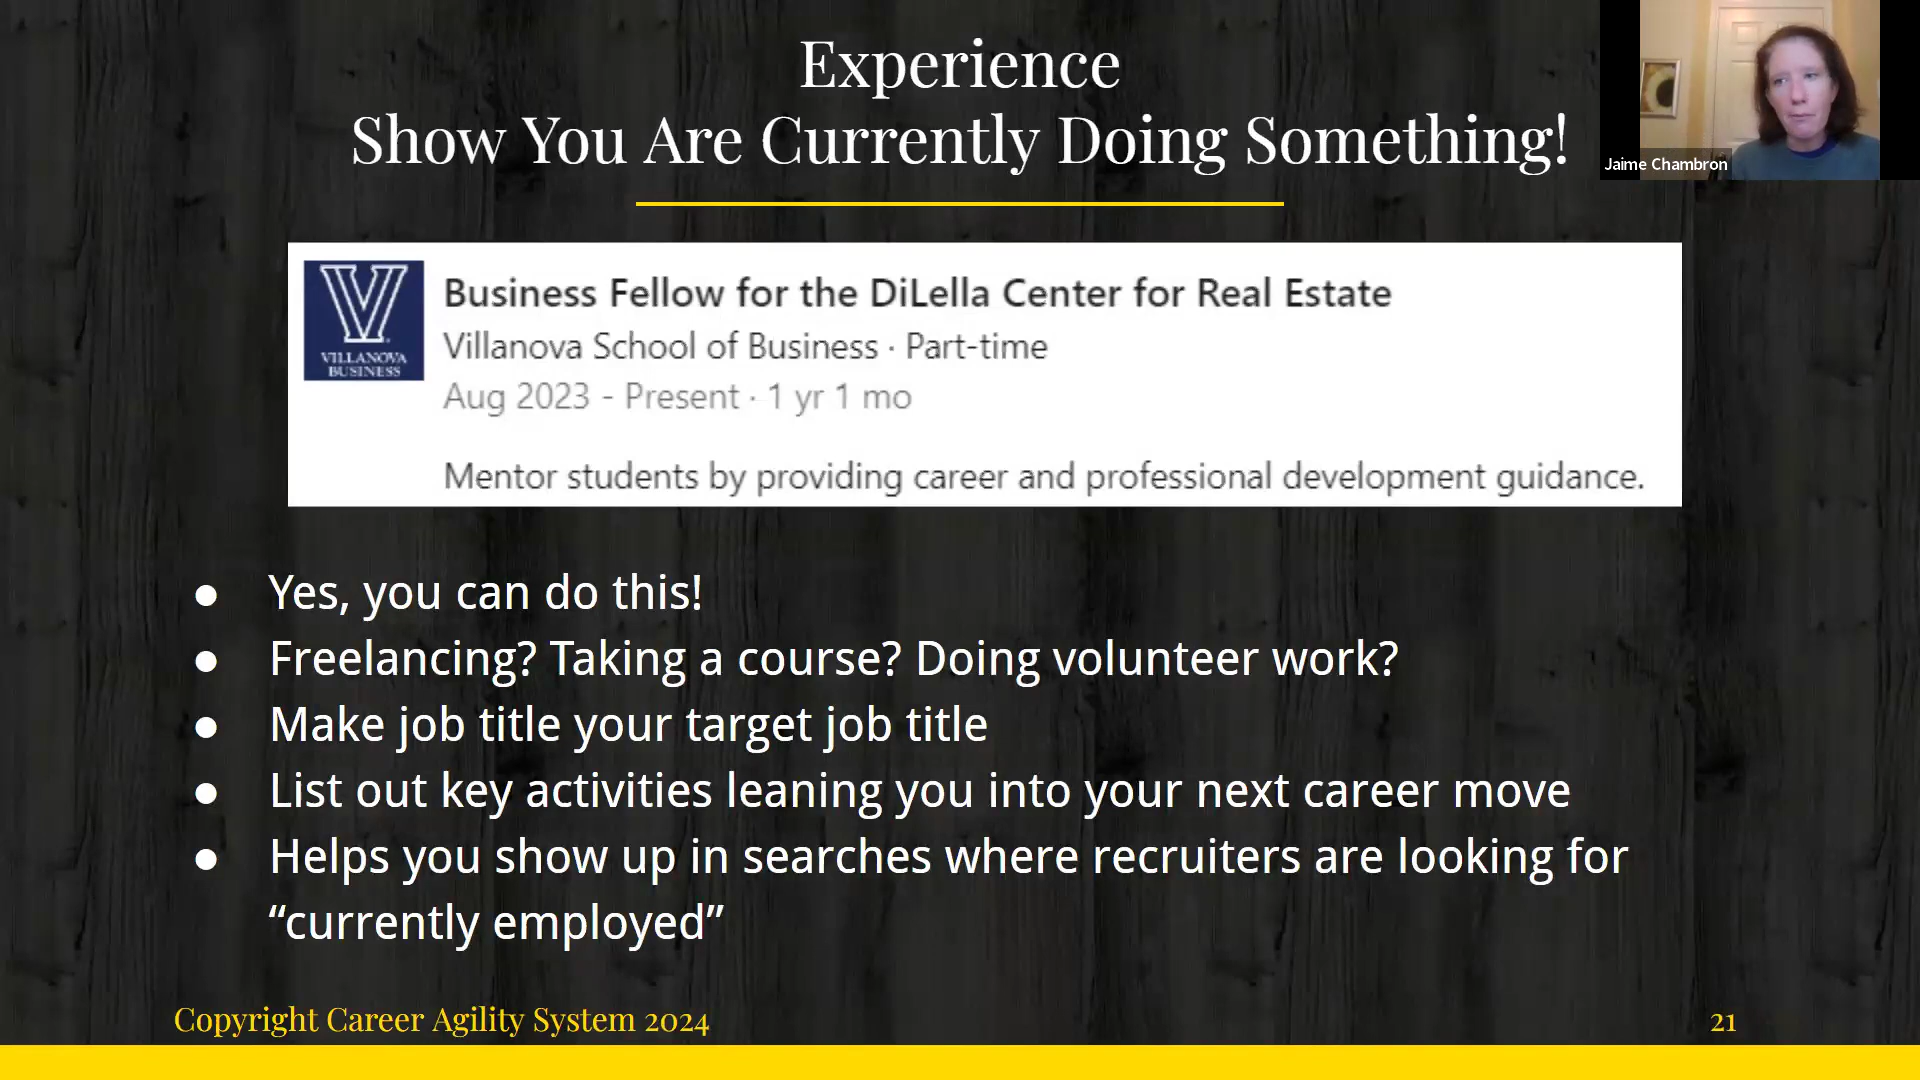 Experience
Show You Are Currently Doing Something!
Jaime Chambron
V
VILLANOVA
BUSINESS
Business Fellow for the DiLella Center for Real Estate
Villanova School of Business · Part-time
Aug 2023 - Present · 1 yr 1 mo
Mentor students by providing career and professional development guidance.
● Yes, you can do this!
● Freelancing? Taking a course? Doing volunteer work?
● Make job title your target job title
● List out key activities leaning you into your next career move
● Helps you show up in searches where recruiters are looking for
“currently employed”
Copyright Career Agility System 2024
21